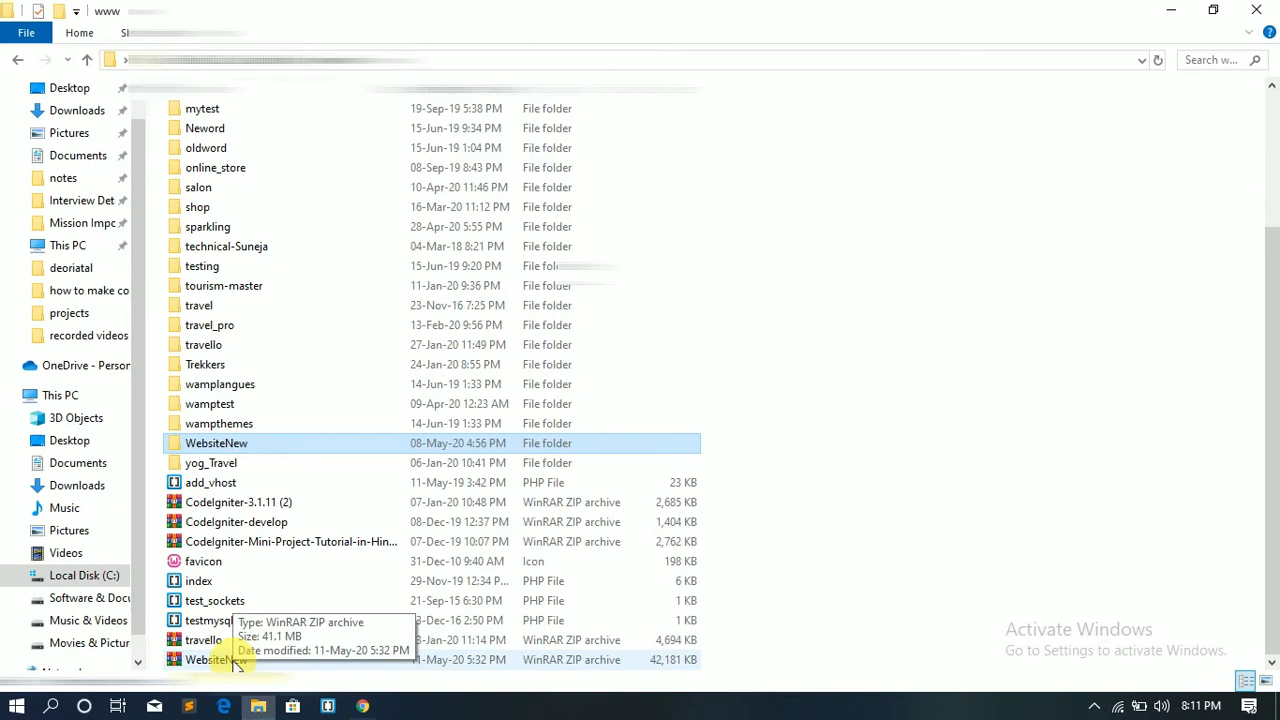 www
File Home
Search w...
Desktop
Downloads
Pictures
Documents
notes
Interview Det
Mission Impc
This PC
deoriatal
how to make co
projects
recorded videos
OneDrive - Person
This PC
3D Objects
Desktop
Documents
Downloads
Music
Pictures
Videos
Local Disk (C:)
Software & Docu
Music & Videos
Movies & Pictur
mytest 19-Sep-19 5:38 PM File folder
Neword 15-Jun-19 9:34 PM File folder
oldword 15-Jun-19 1:04 PM File folder
online_store 08-Sep-19 8:43 PM File folder
salon 10-Apr-20 11:46 PM File folder
shop 16-Mar-20 11:12 PM File folder
sparkling 28-Apr-20 5:55 PM File folder
technical-Suneja 04-Mar-18 8:21 PM File folder
testing 15-Jun-19 9:20 PM File
tourism-master 11-Jan-20 9:36 PM File folder
travel 23-Nov-16 7:25 PM File folder
travel_pro 13-Feb-20 9:56 PM File folder
travello 27-Jan-20 11:49 PM File folder
Trekkers 24-Jan-20 8:55 PM File folder
wamplangues 14-Jun-19 1:33 PM File folder
wamptest 09-Apr-20 12:23 AM File folder
wampthemes 14-Jun-19 1:33 PM File folder
WebsiteNew 08-May-20 4:56 PM File folder
yog_Travel 06-Jan-20 10:41 PM File folder
add_vhost 11-May-19 3:42 PM PHP File 23 KB
CodeIgniter-3.1.11 (2) 07-Jan-20 10:48 PM WinRAR ZIP archive 2,685 KB
CodeIgniter-develop 08-Dec-19 12:37 PM WinRAR ZIP archive 1,404 KB
CodeIgniter-Mini-Project-Tutorial-in-Hin... 07-Dec-19 10:07 PM WinRAR ZIP archive 2,762 KB
favicon 31-Dec-10 9:40 AM Icon 198 KB
index 29-Nov-19 12:34 P... PHP File 6 KB
test_sockets 21-Sep-15 6:30 PM PHP File 1 KB
testmysql 2:50 PM PHP File 1 KB
travello 11:14 PM WinRAR ZIP archive 4,694 KB
WebsiteNew 11-May-20 5:32 PM WinRAR ZIP archive 42,181 KB
Type: WinRAR ZIP archive
Size: 41.1 MB
Date modified: 11-May-20 5:32 PM
Activate Windows
Go to Settings to activate Windows.
8:11 PM